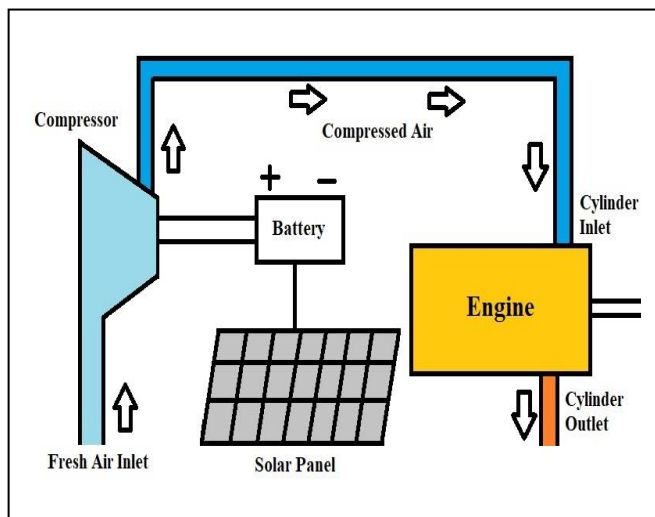 Compressor
Compressed Air
+ –
Battery
Cylinder
Inlet
Engine
Cylinder
Outlet
Fresh Air Inlet
Solar Panel